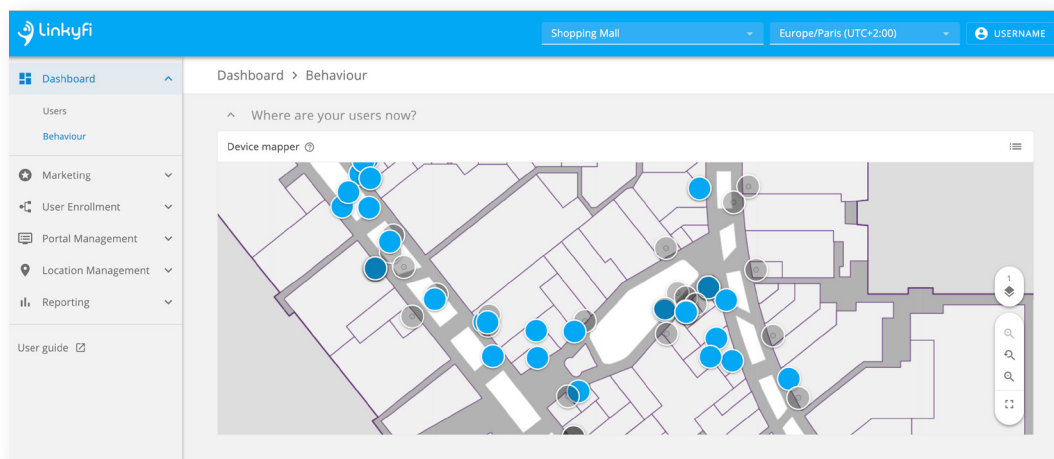 Linkyfi
Shopping Mall
Europe/Paris (UTC+2:00)
USERNAME
Dashboard
Users
Behaviour
Marketing
User Enrollment
Portal Management
Location Management
Reporting
User guide
Dashboard > Behaviour
Where are your users now?
Device mapper
1